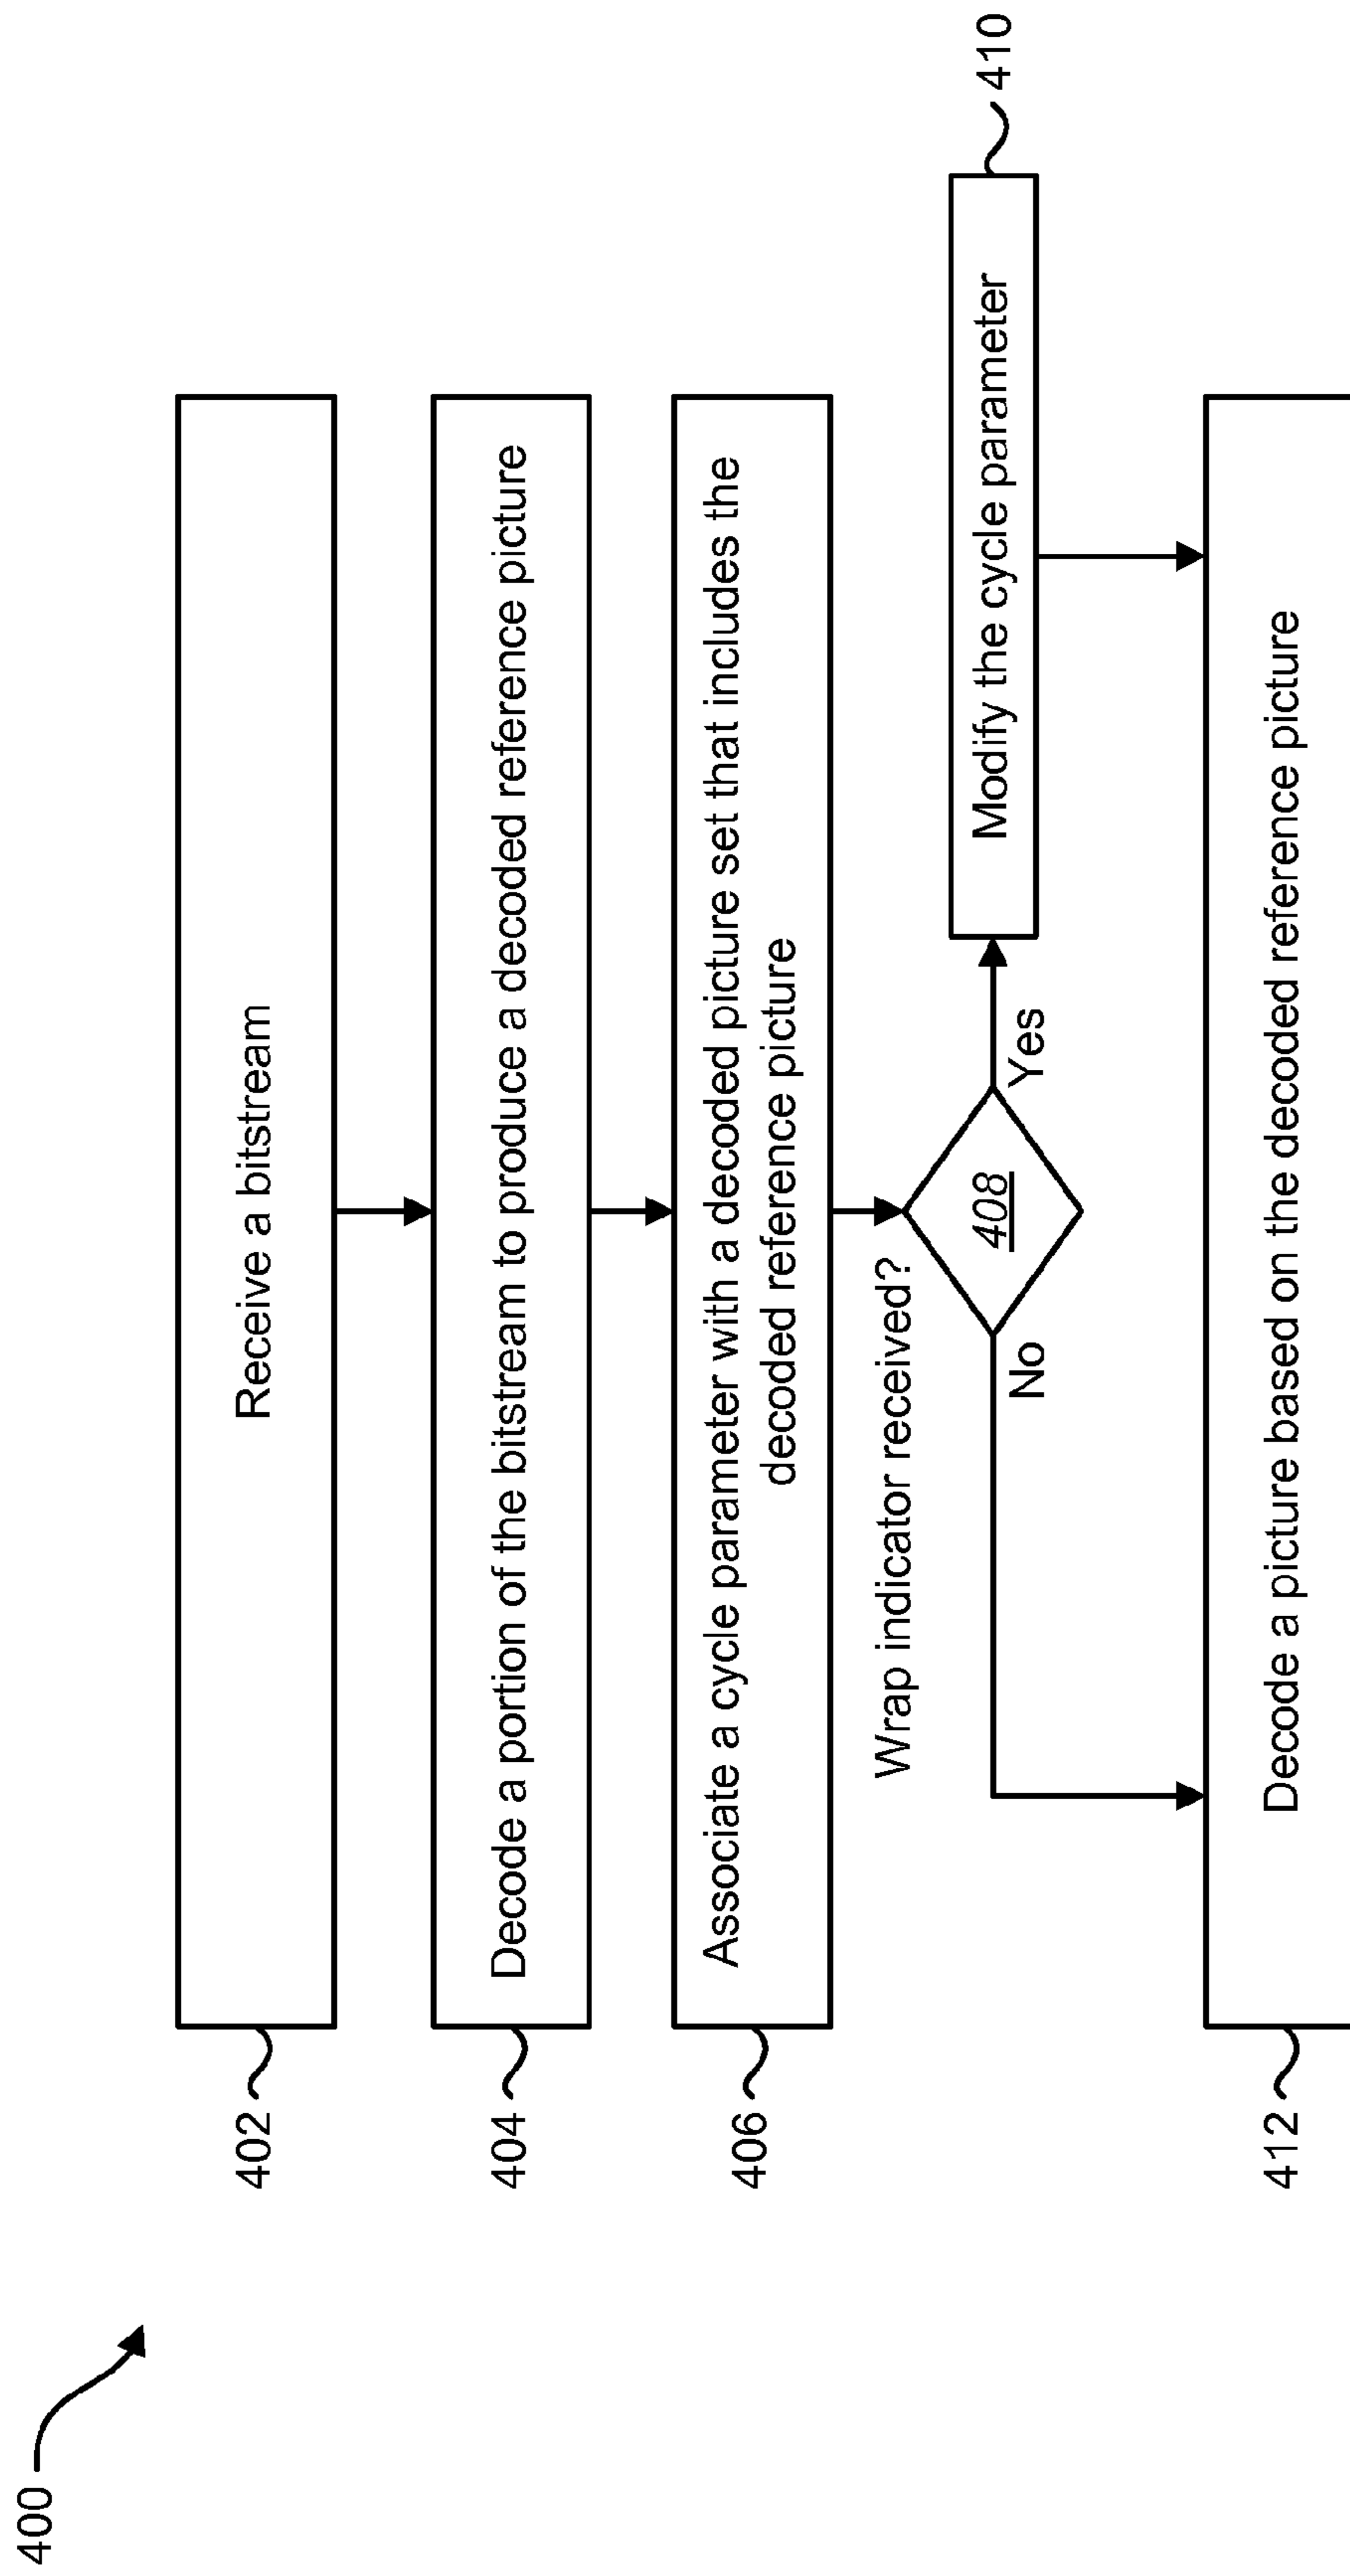 400
402
Receive a bitstream
404
Decode a portion of the bitstream to produce a decoded reference picture
406
Associate a cycle parameter with a decoded picture set that includes the
decoded reference picture
Wrap indicator received?
408
No
Yes
Modify the cycle parameter
410
412
Decode a picture based on the decoded reference picture